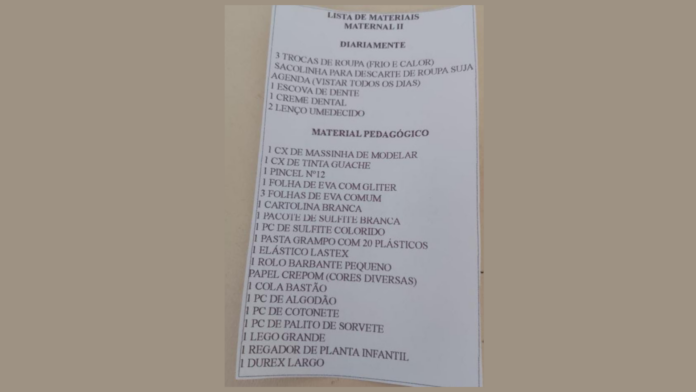 LISTA DE MATERIAIS
MATERNAL II
DIARIAMENTE
3 TROCAS DE ROUPA (FRIO E CALOR)
SACOLINHA PARA DESCARTE DE ROUPA SUJA
AGENDA (VISTAR TODOS OS DIAS)
1 ESCOVA DE DENTE
1 CREME DENTAL
2 LENÇO UMEDECIDO
MATERIAL PEDAGÓGICO
1 CX DE MASSINHA DE MODELAR
1 CX DE TINTA GUACHE
1 PINCEL Nº12
1 FOLHA DE EVA COM GLITER
3 FOLHAS DE EVA COMUM
1 CARTOLINA BRANCA
1 PACOTE DE SULFITE BRANCA
1 PC DE SULFITE COLORIDO
1 PASTA GRAMPO COM 20 PLÁSTICOS
1 ELÁSTICO LASTEX
1 ROLO BARBANTE PEQUENO
PAPEL CREPOM (CORES DIVERSAS)
1 COLA BASTÃO
1 PC DE ALGODÃO
1 PC DE COTONETE
1 PC DE PALITO DE SORVETE
1 LEGO GRANDE
1 REGADOR DE PLANTA INFANTIL
1 DUREX LARGO